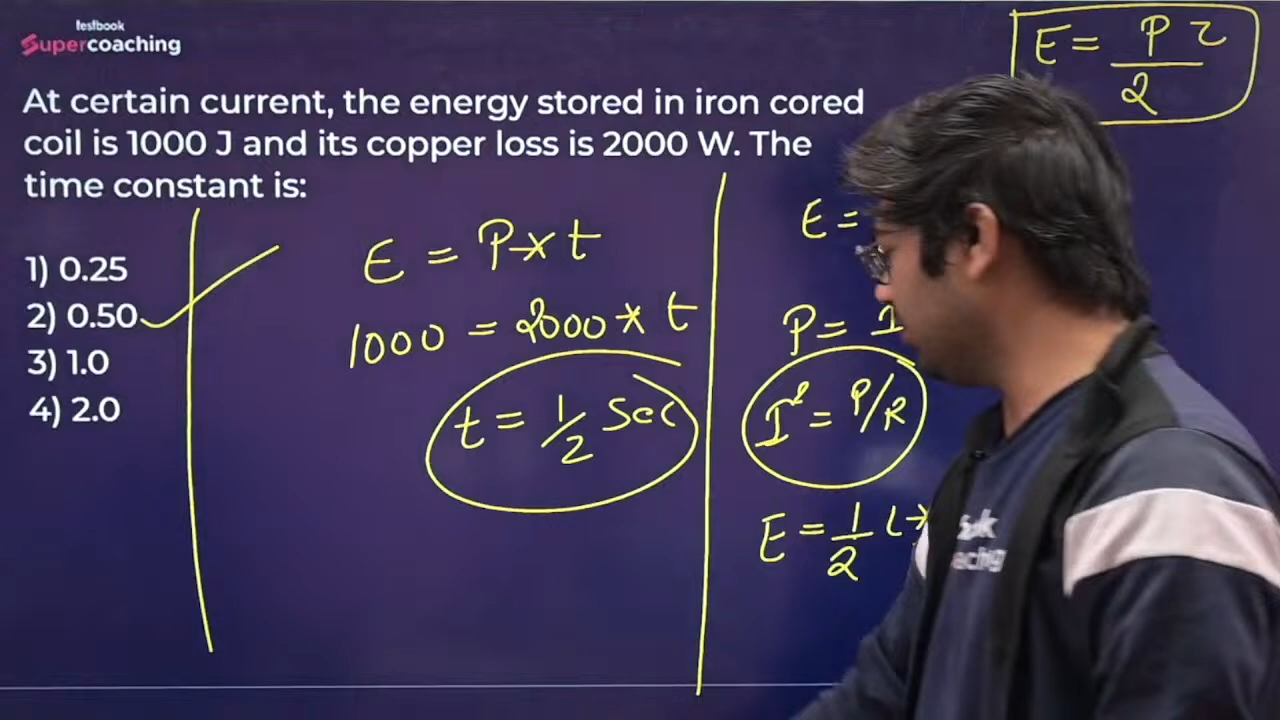 testbook
Supercoaching
At certain current, the energy stored in iron cored
coil is 1000 J and its copper loss is 2000 W. The
time constant is:
1) 0.25
2) 0.50
3) 1.0
4) 2.0
E = P × t
1000 = 2000 * t
t = 1/2 Sec
E = Pτ/2
E =
P = I
I² = P/R
E = 1/2 L